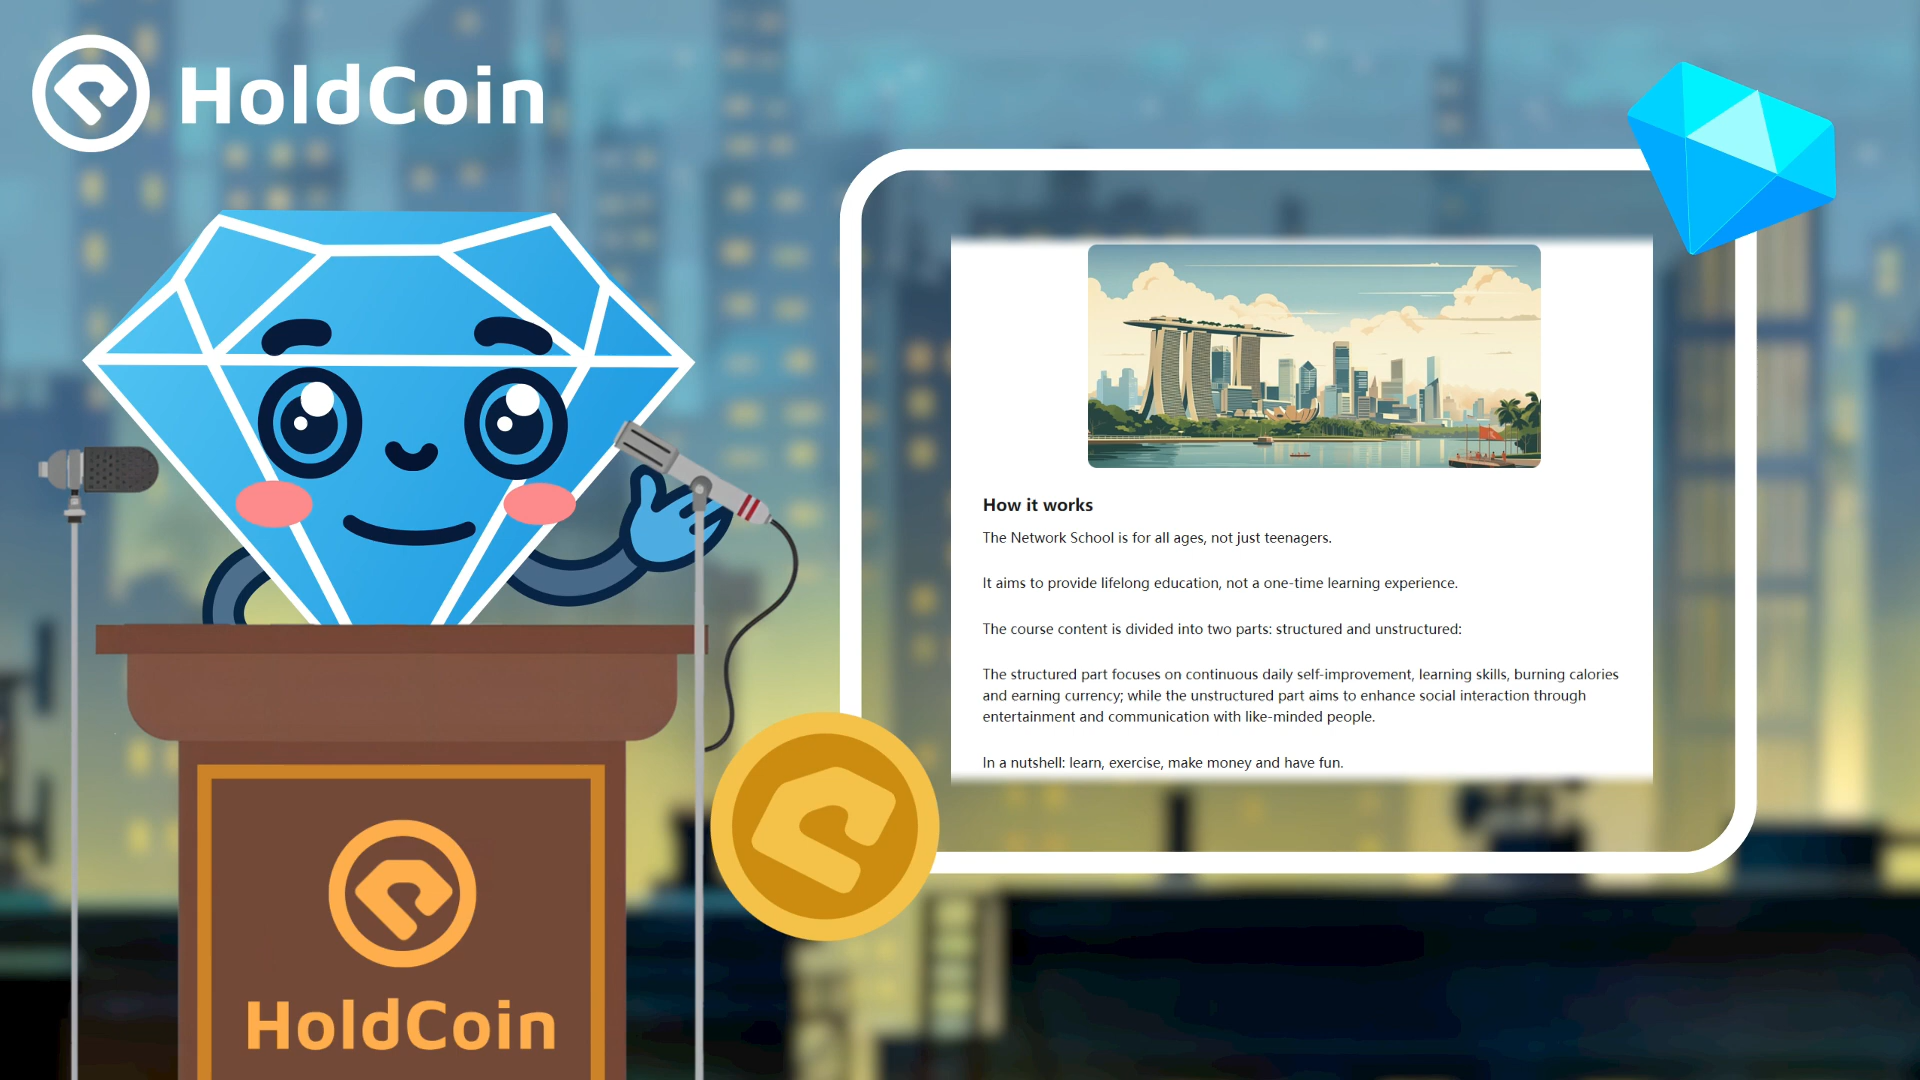 HoldCoin
How it works
The Network School is for all ages, not just teenagers.
It aims to provide lifelong education, not a one-time learning experience.
The course content is divided into two parts: structured and unstructured:
The structured part focuses on continuous daily self-improvement, learning skills, burning calories
and earning currency; while the unstructured part aims to enhance social interaction through
entertainment and communication with like-minded people.
In a nutshell: learn, exercise, make money and have fun.
HoldCoin